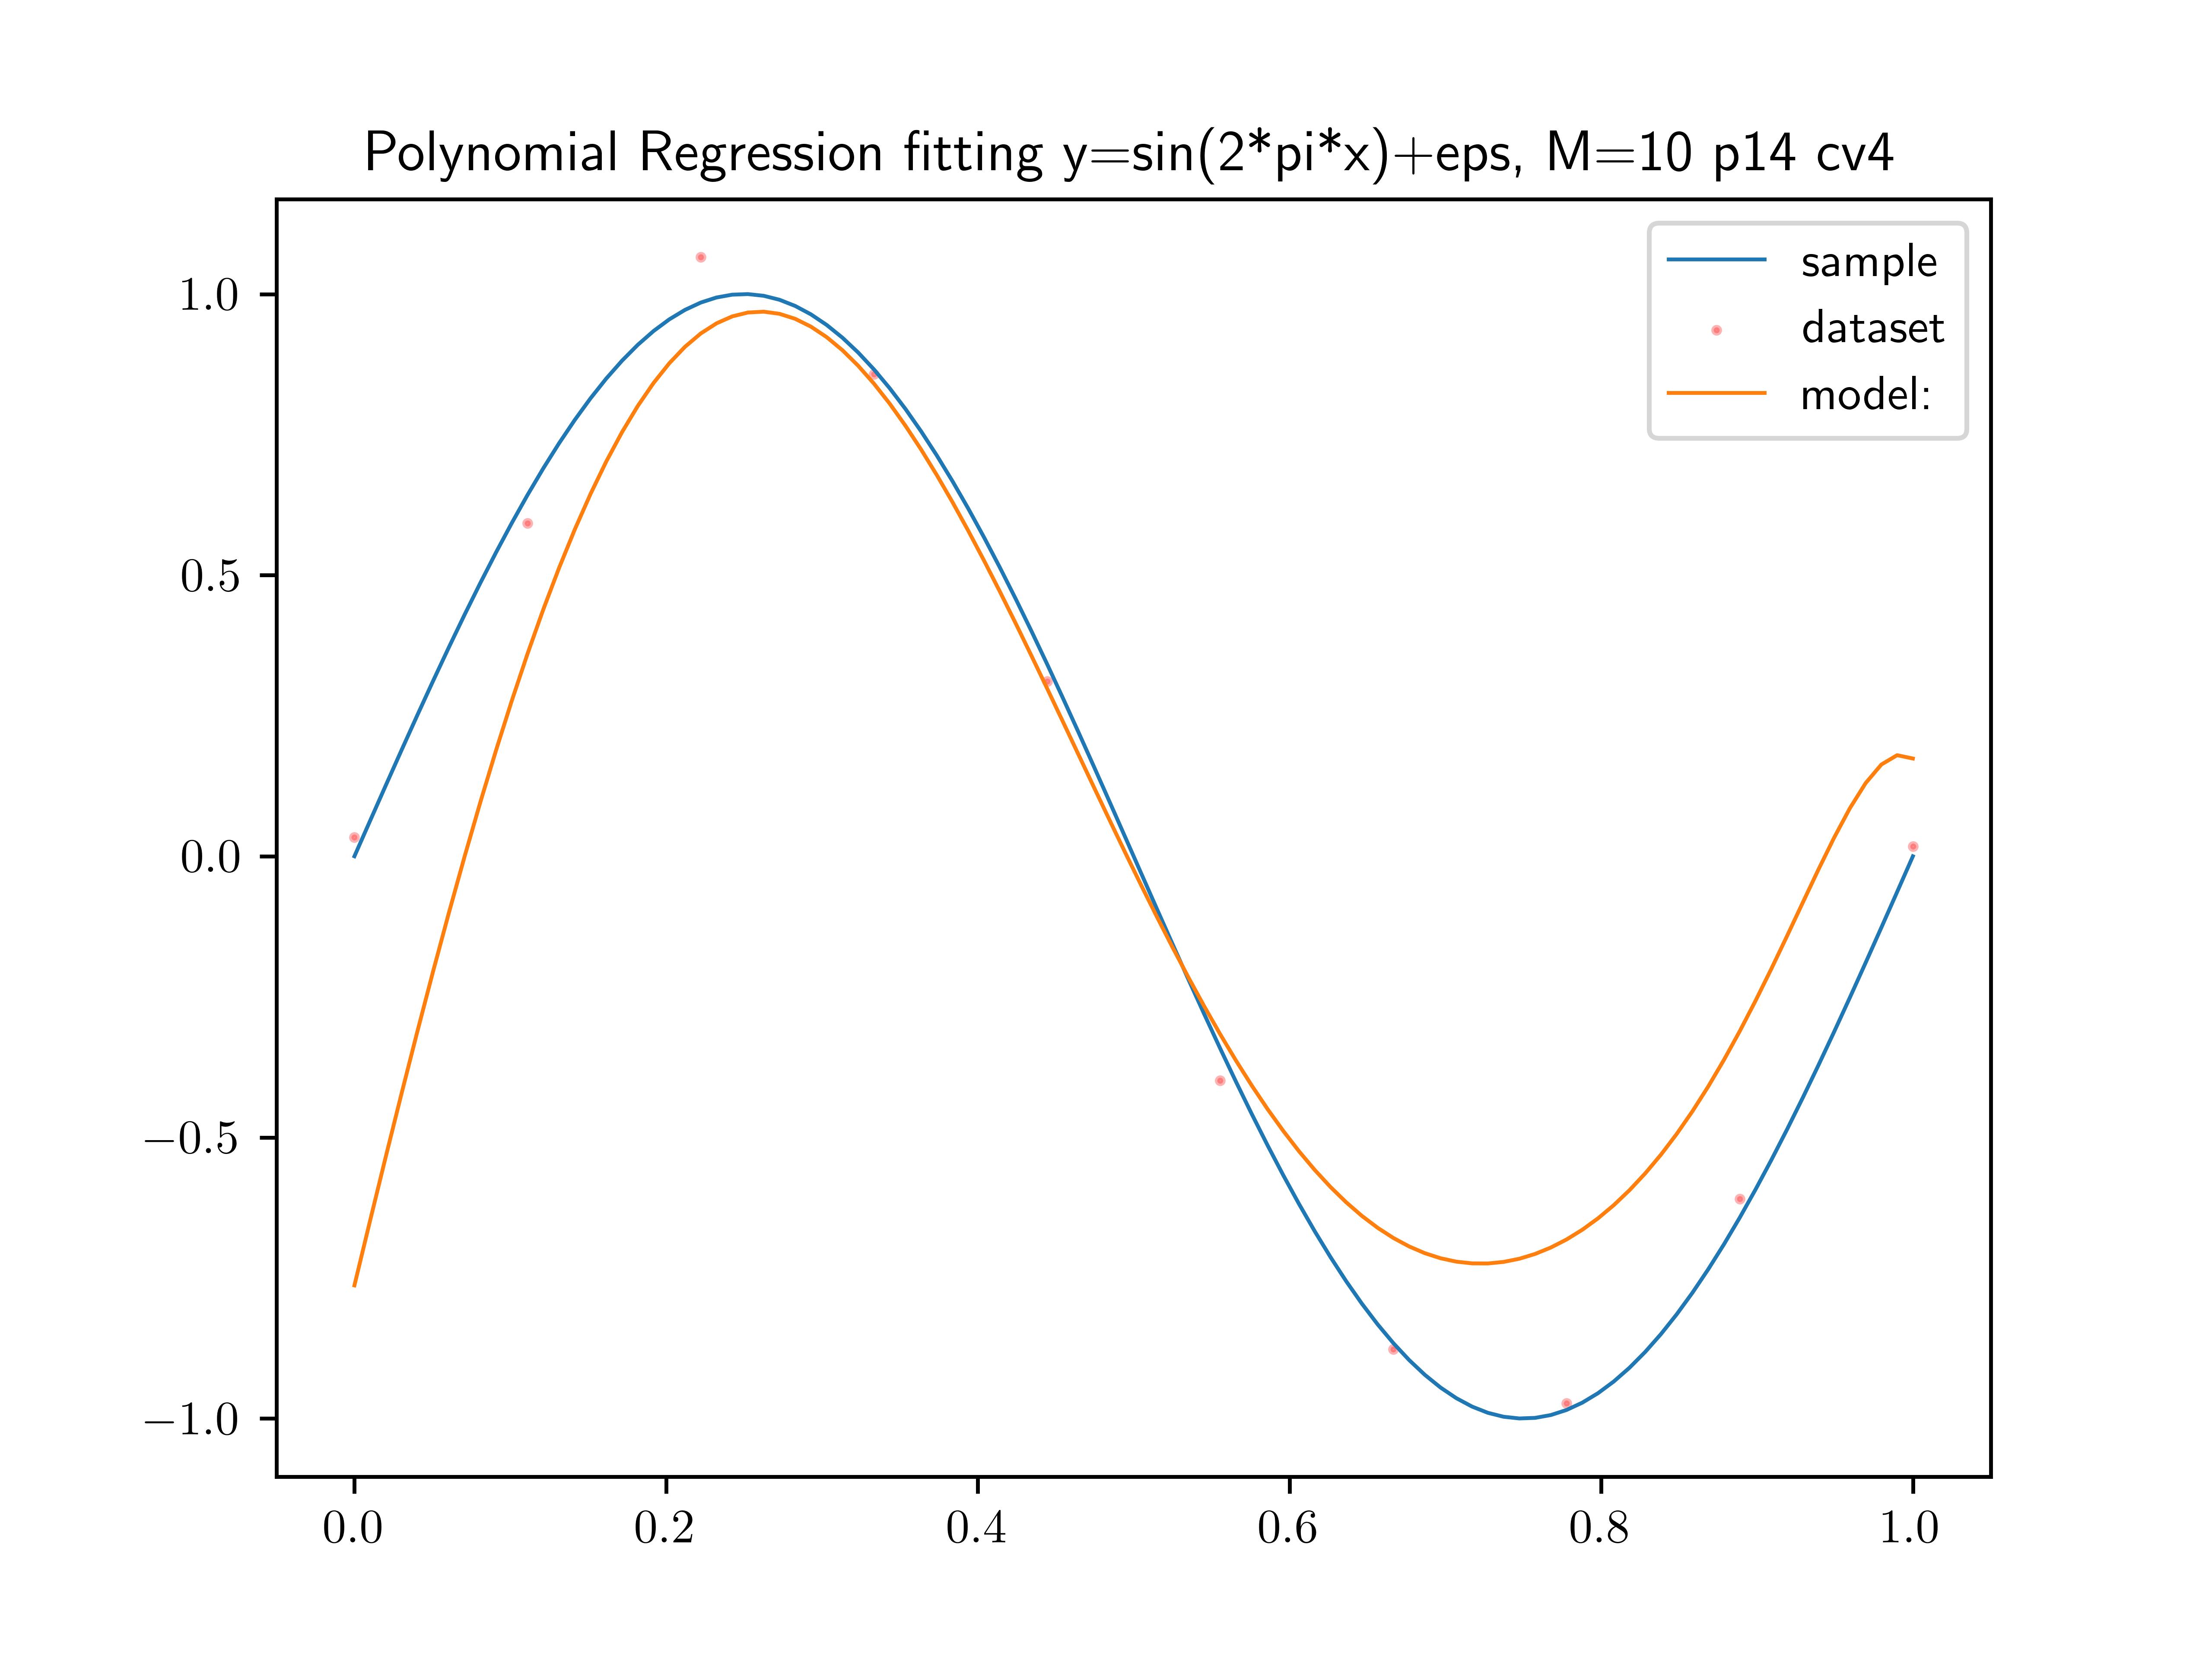 Polynomial Regression fitting y=sin(2*pi*x)+eps, M=10 p14 cv4
sample
dataset
model:
1.0
0.5
0.0
−0.5
−1.0
0.0 0.2 0.4 0.6 0.8 1.0